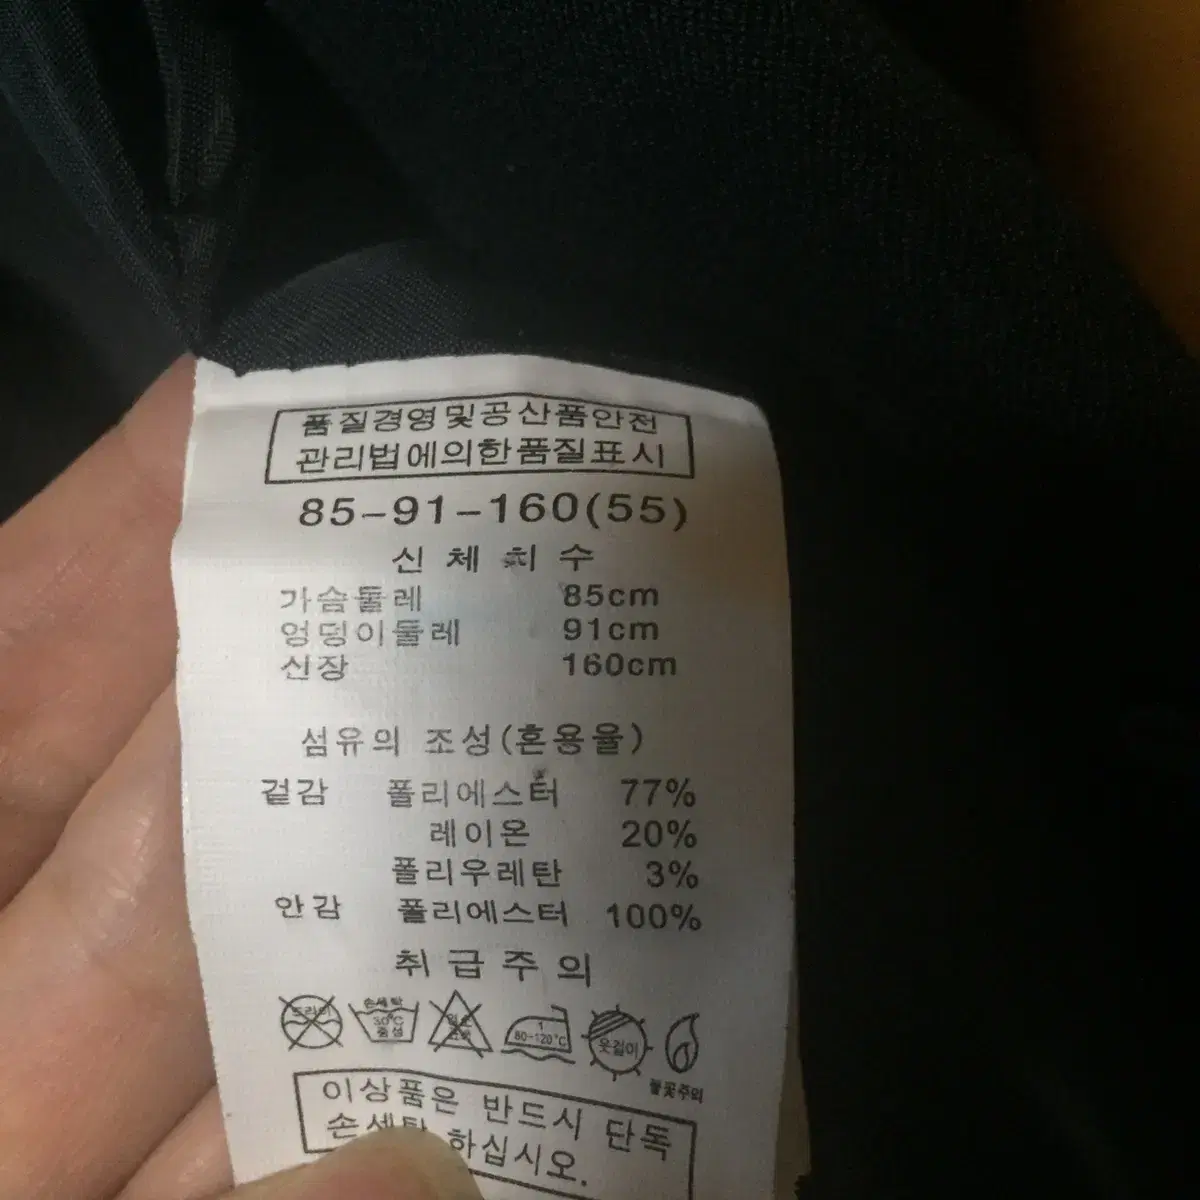 품질경영및공산품안전
관리법에의한품질표시
85-91-160(55)
신체치수
가슴둘레 85cm
엉덩이둘레 91cm
신장 160cm
섬유의 조성(혼용율)
겉감 폴리에스터 77%
레이온 20%
폴리우레탄 3%
안감 폴리에스터 100%
취급주의
드라이 손세탁 30℃ 중성 염소표백 1 80-120℃ 옷걸이
불꽃주의
이상품은 반드시 단독
손세탁 하십시오.